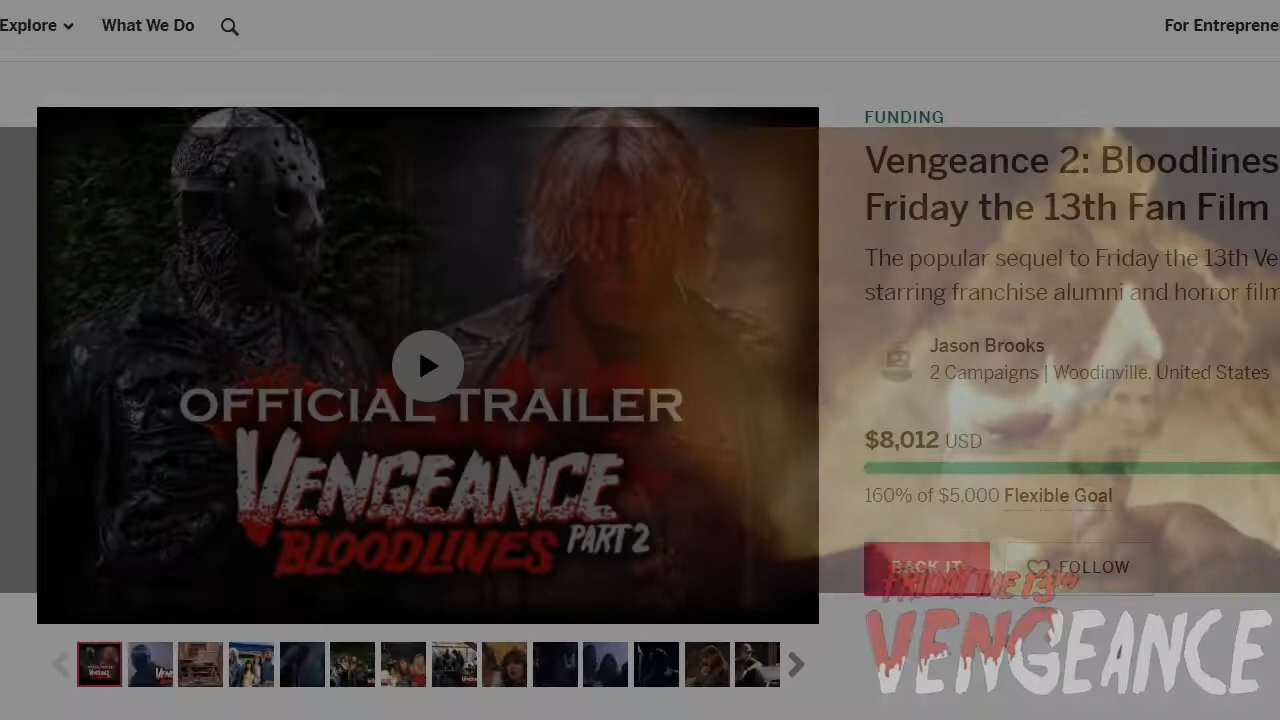 Explore
What We Do
For Entreprene
FUNDING
Vengeance 2: Bloodlines
Friday the 13th Fan Film
The popular sequel to Friday the 13th Ve
starring franchise alumni and horror film
Jason Brooks
2 Campaigns | Woodinville, United States
$8,012 USD
160% of $5,000 Flexible Goal
BACK IT
FOLLOW
OFFICIAL TRAILER
VENGEANCE
PART 2
BLOODLINES
FRIDAY THE 13TH
VENGEANCE